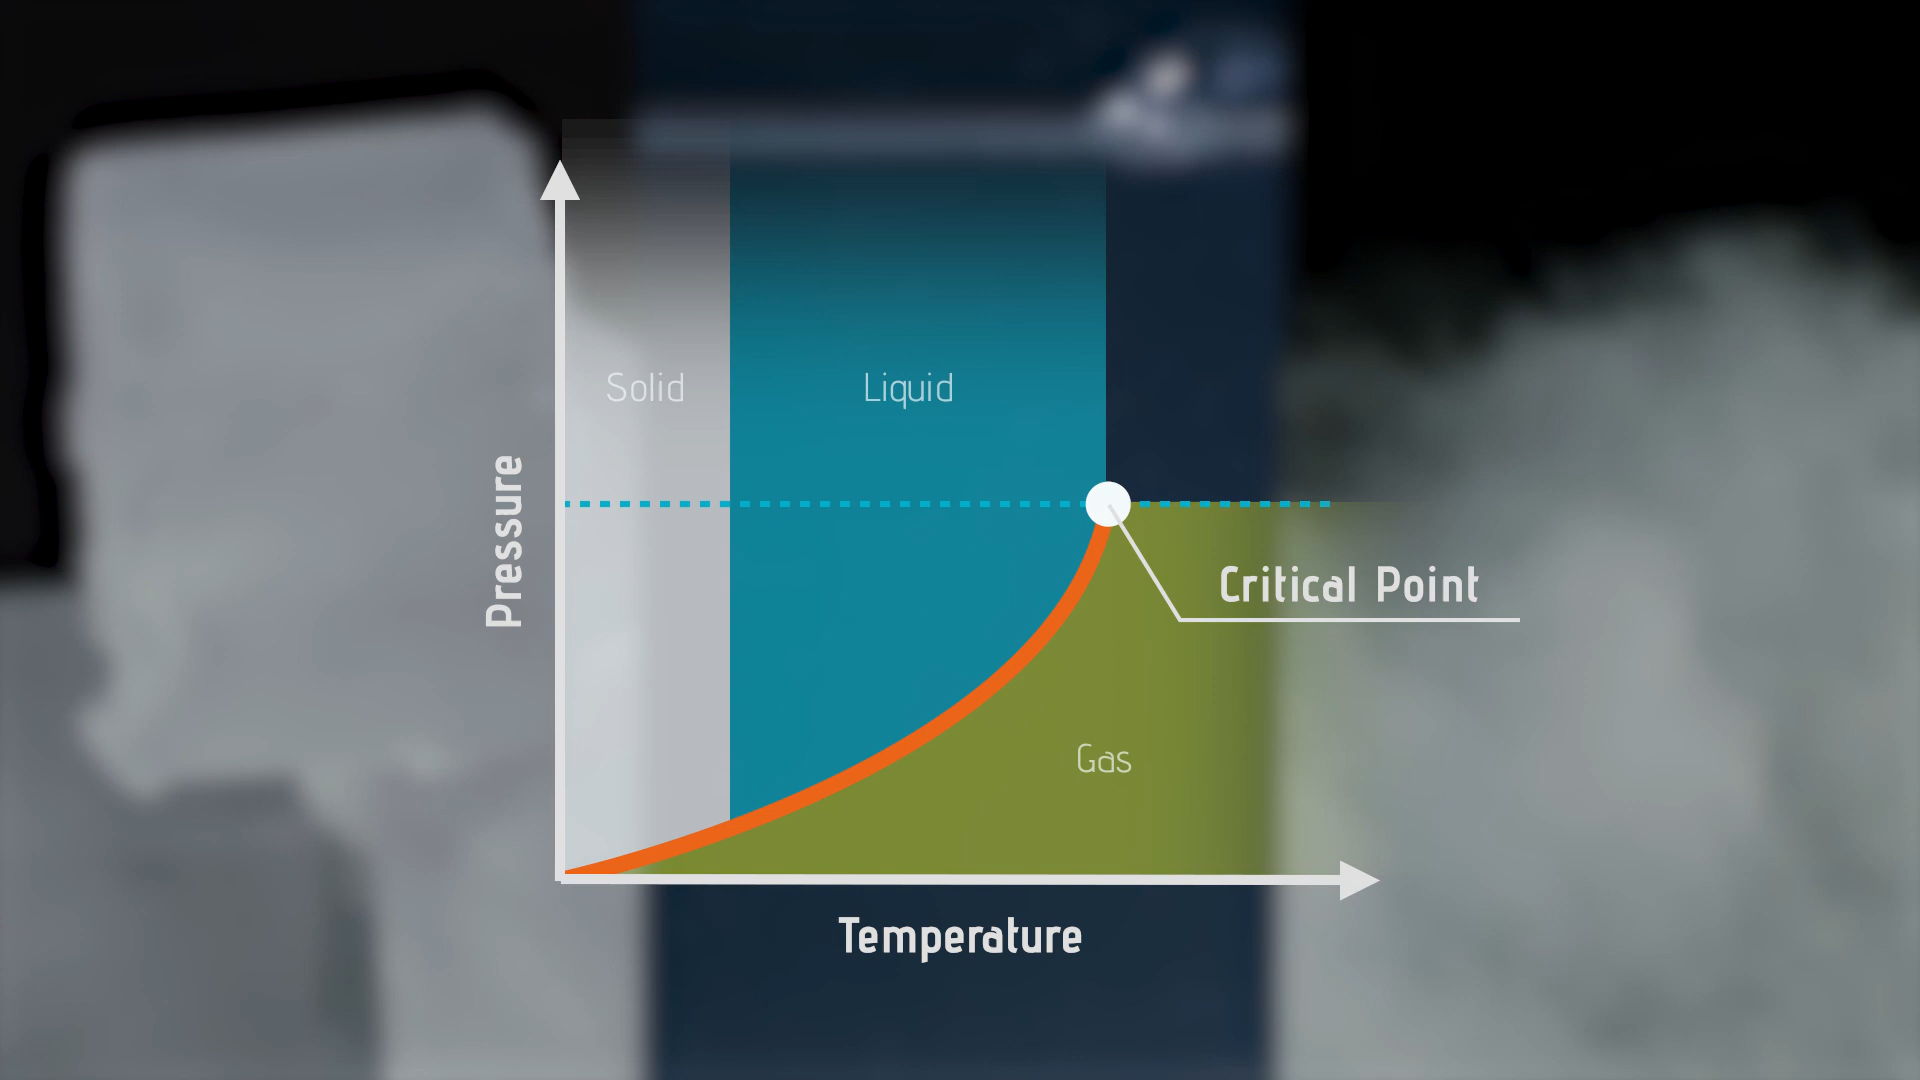 Solid
Liquid
Pressure
Critical Point
Gas
Temperature